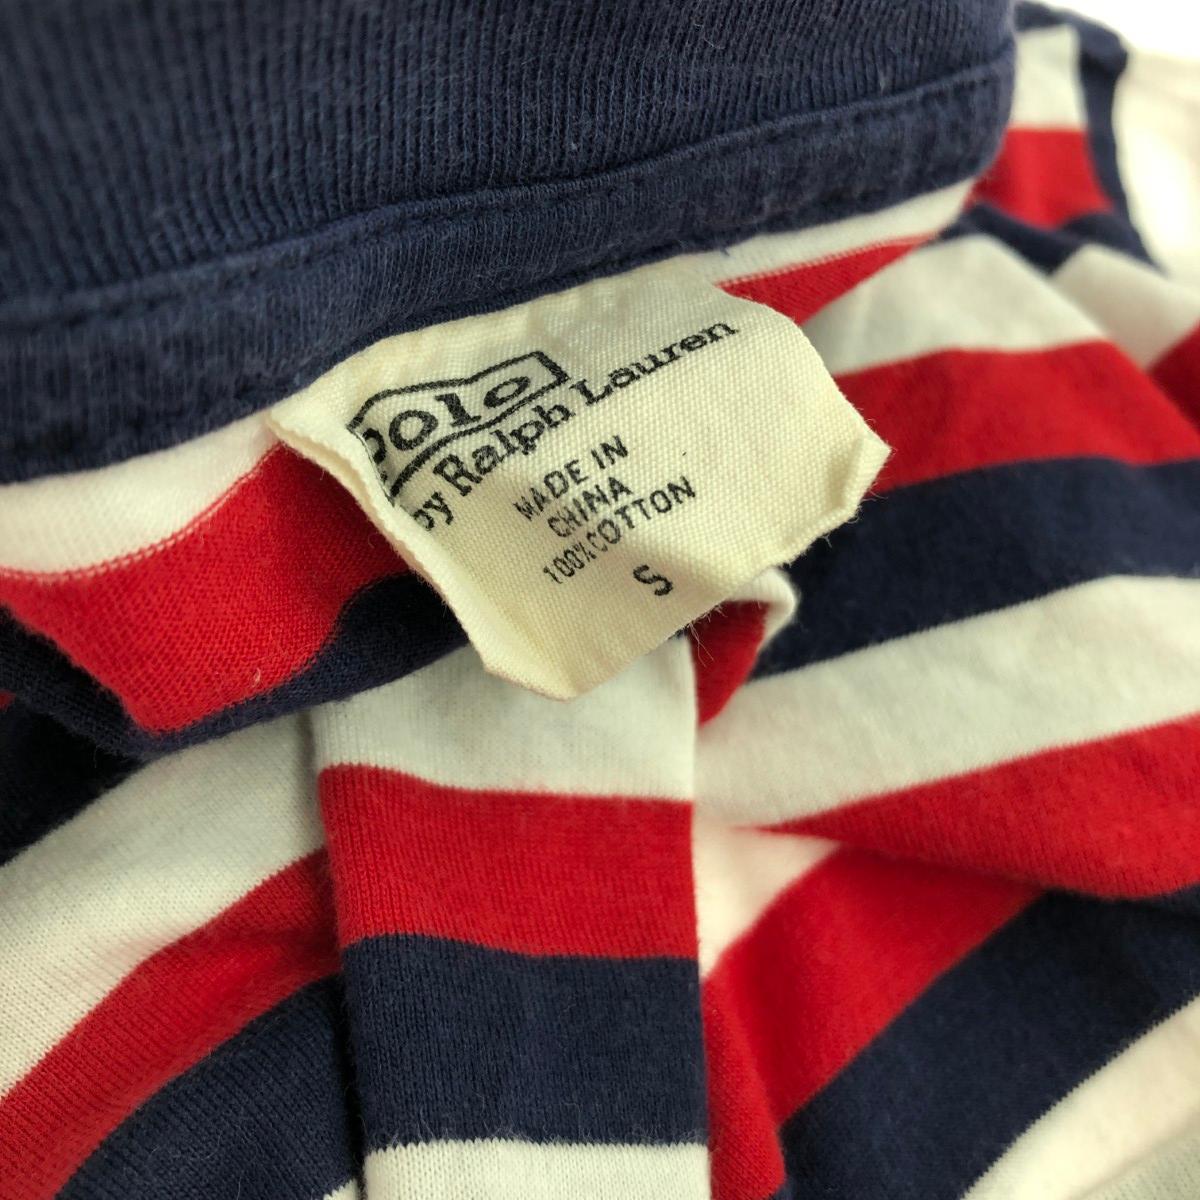 Polo
by Ralph Lauren
MADE IN
CHINA
100% COTTON
S